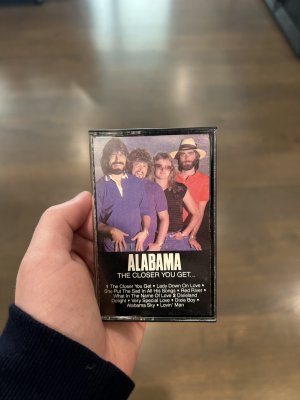 ALABAMA
THE CLOSER YOU GET...
1 The Closer You Get • Lady Down On Love •
She Put The Sad In All His Songs • Red River •
What In The Name Of Love 2 Dixieland
Delight • Very Special Love • Dixie Boy •
Alabama Sky • Lovin' Man